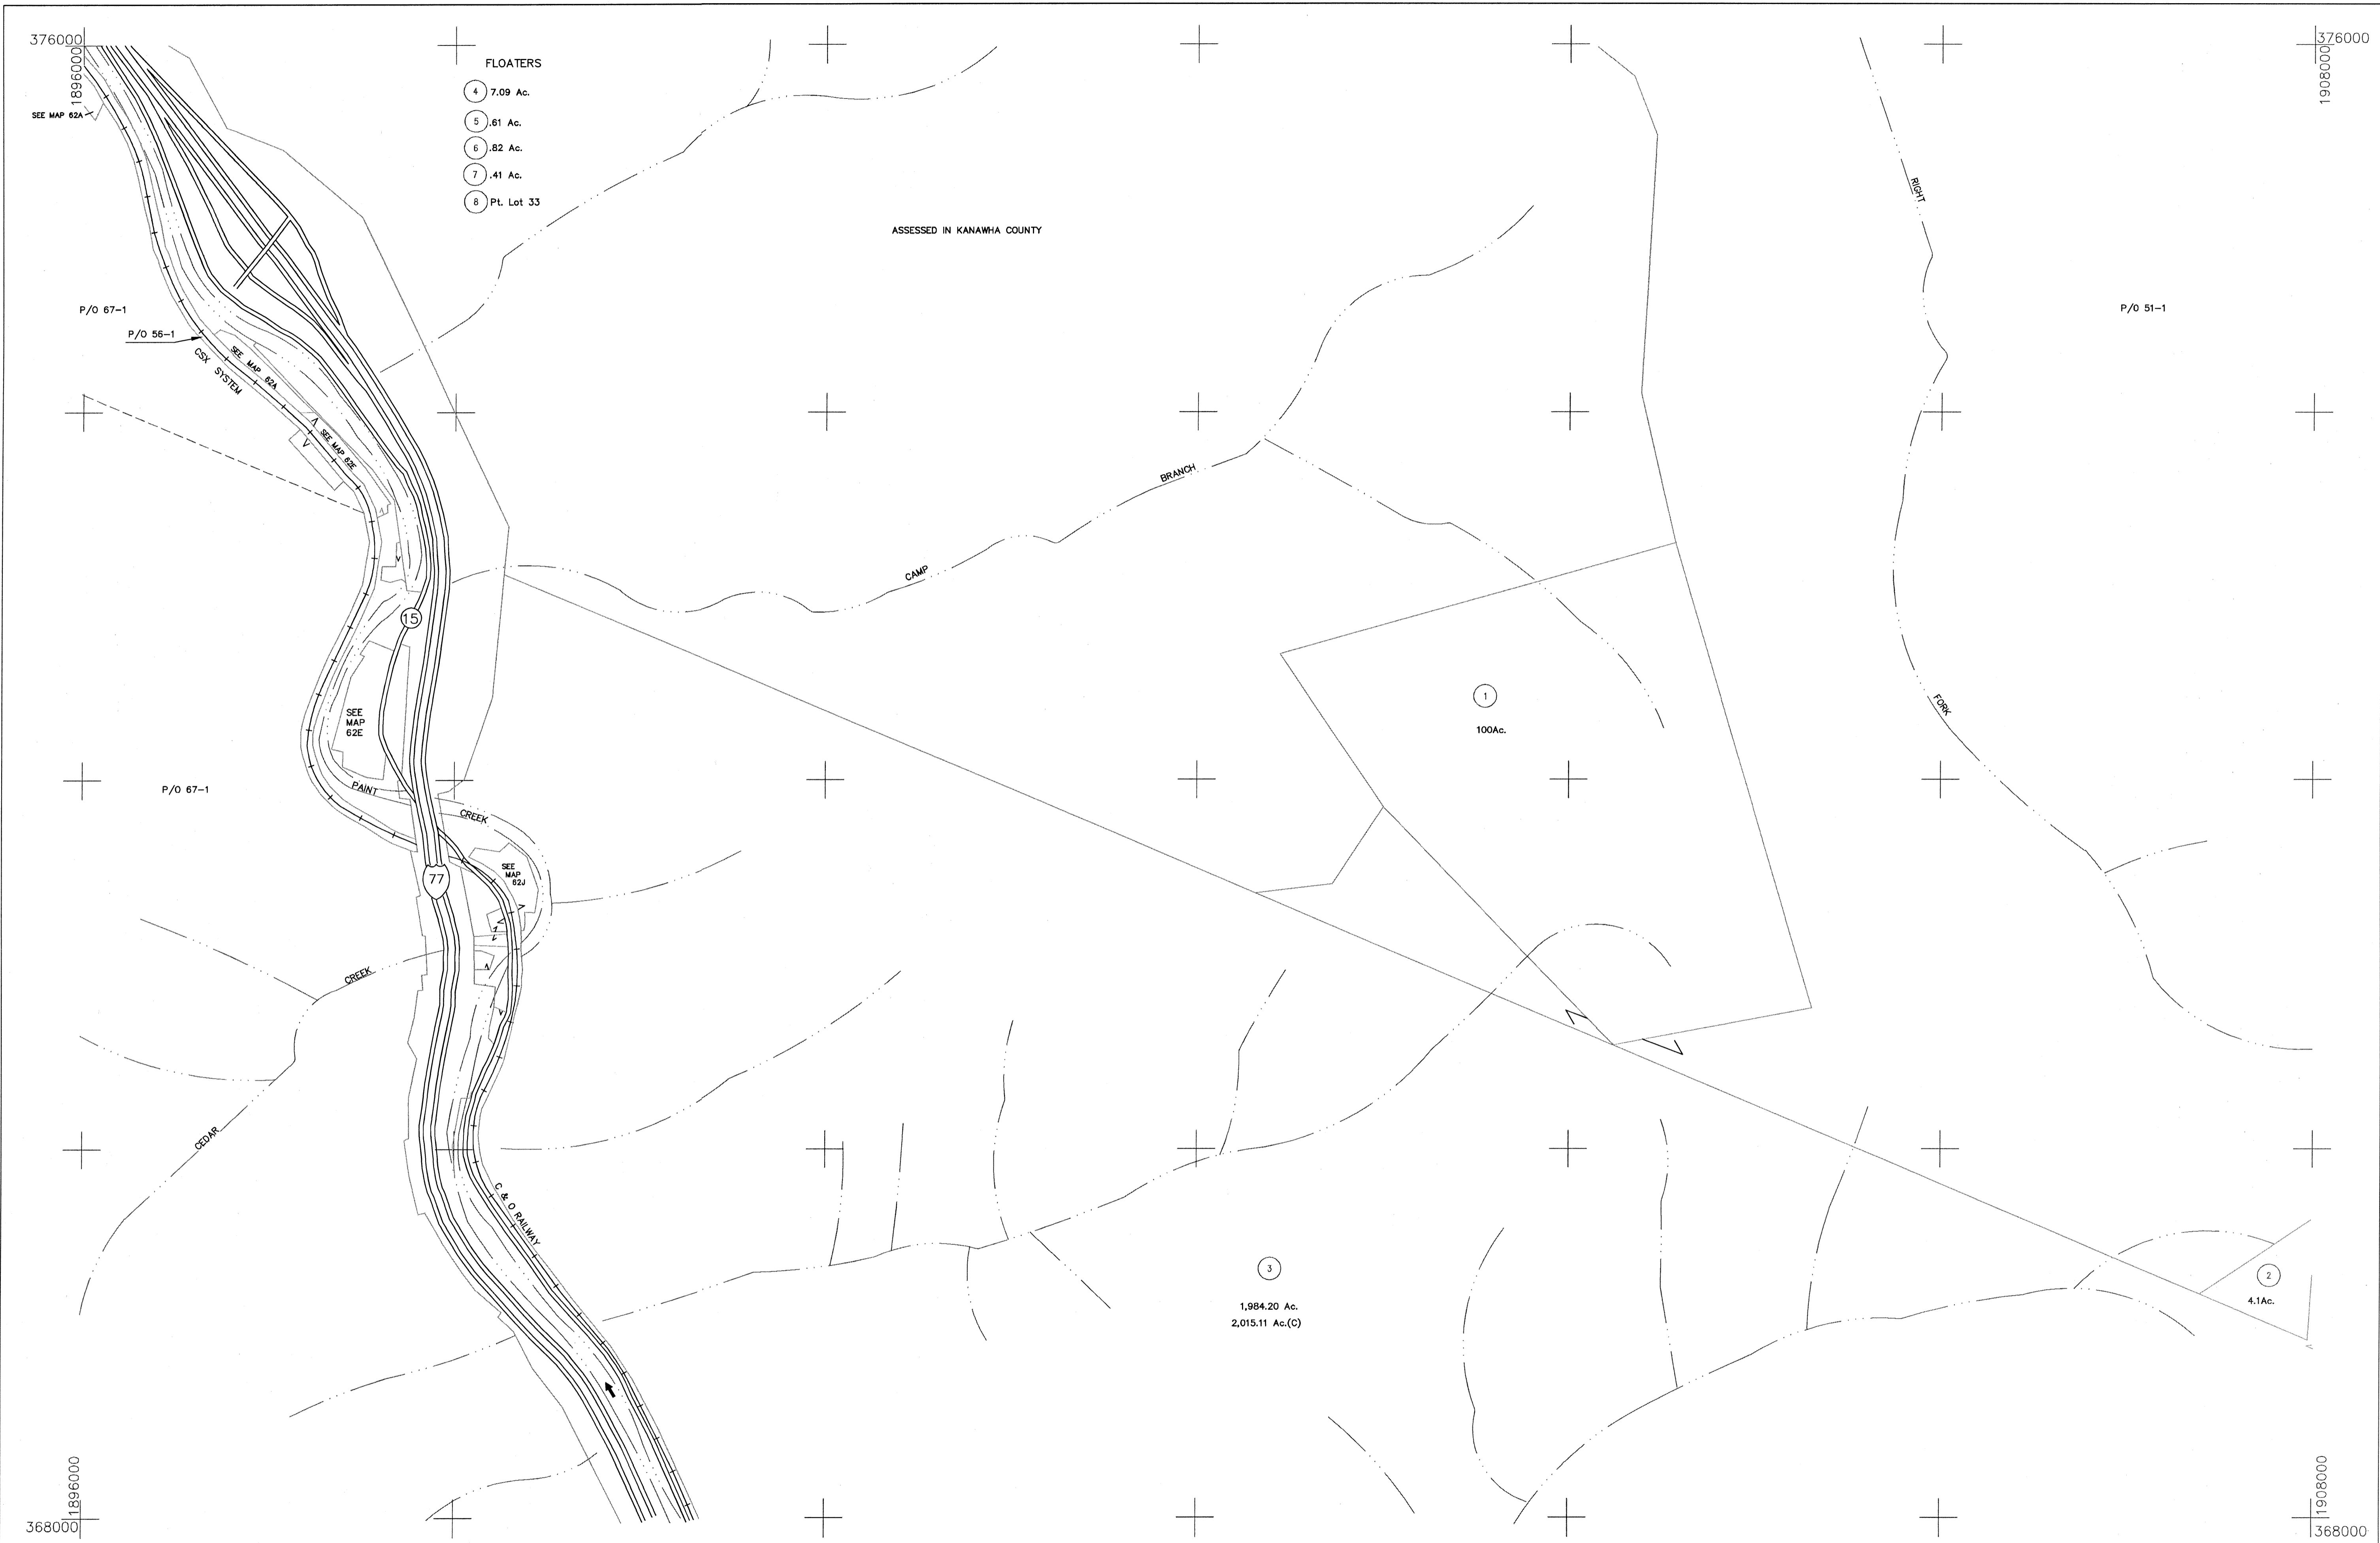 376000
1896000
376000
1908000
FLOATERS
4 7.09 Ac.
5 .61 Ac.
6 .82 Ac.
7 .41 Ac.
8 Pt. Lot 33
SEE MAP 62A
RIGHT
ASSESSED IN KANAWHA COUNTY
P/O 67-1
P/O 51-1
P/O 56-1
CSX SYSTEM
SEE MAP 62A
SEE MAP 62E
BRANCH
CAMP
15
1
100Ac.
FORK
SEE
MAP
62E
P/O 67-1
PAINT
CREEK
SEE
MAP
62J
77
CREEK
CEDAR
C & O RAILWAY
3
1,984.20 Ac.
2,015.11 Ac.(C)
2
4.1Ac.
1896000
368000
1908000
368000